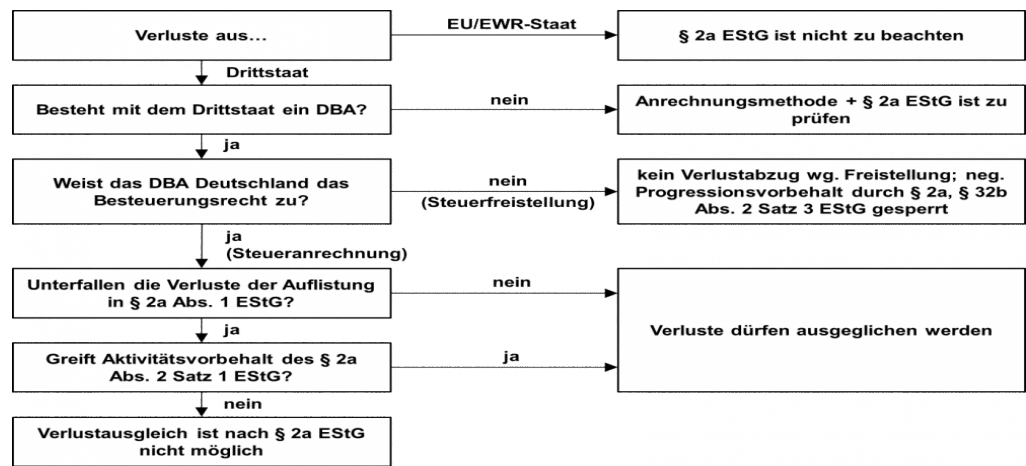 Verluste aus…
EU/EWR-Staat
§ 2a EStG ist nicht zu beachten
Drittstaat
Besteht mit dem Drittstaat ein DBA?
nein
Anrechnungsmethode + § 2a EStG ist zu
prüfen
ja
Weist das DBA Deutschland das
Besteuerungsrecht zu?
nein
(Steuerfreistellung)
kein Verlustabzug wg. Freistellung; neg.
Progressionsvorbehalt durch § 2a, § 32b
Abs. 2 Satz 3 EStG gesperrt
ja
(Steueranrechnung)
Unterfallen die Verluste der Auflistung
in § 2a Abs. 1 EStG?
nein
Verluste dürfen ausgeglichen werden
ja
Greift Aktivitätsvorbehalt des § 2a
Abs. 2 Satz 1 EStG?
ja
nein
Verlustausgleich ist nach § 2a EStG
nicht möglich